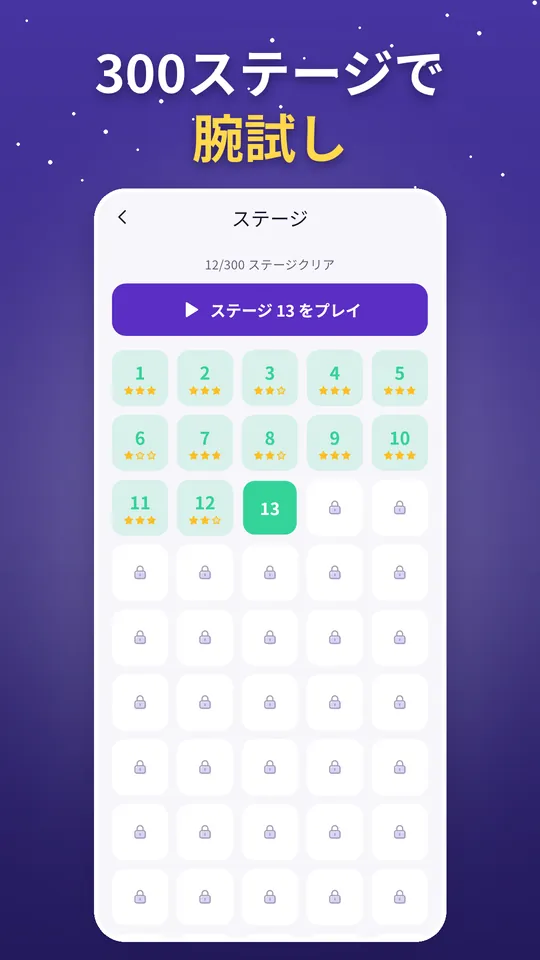 300ステージで
腕試し
ステージ
12/300 ステージクリア
ステージ 13 をプレイ
1 2 3 4 5
6 7 8 9 10
11 12 13